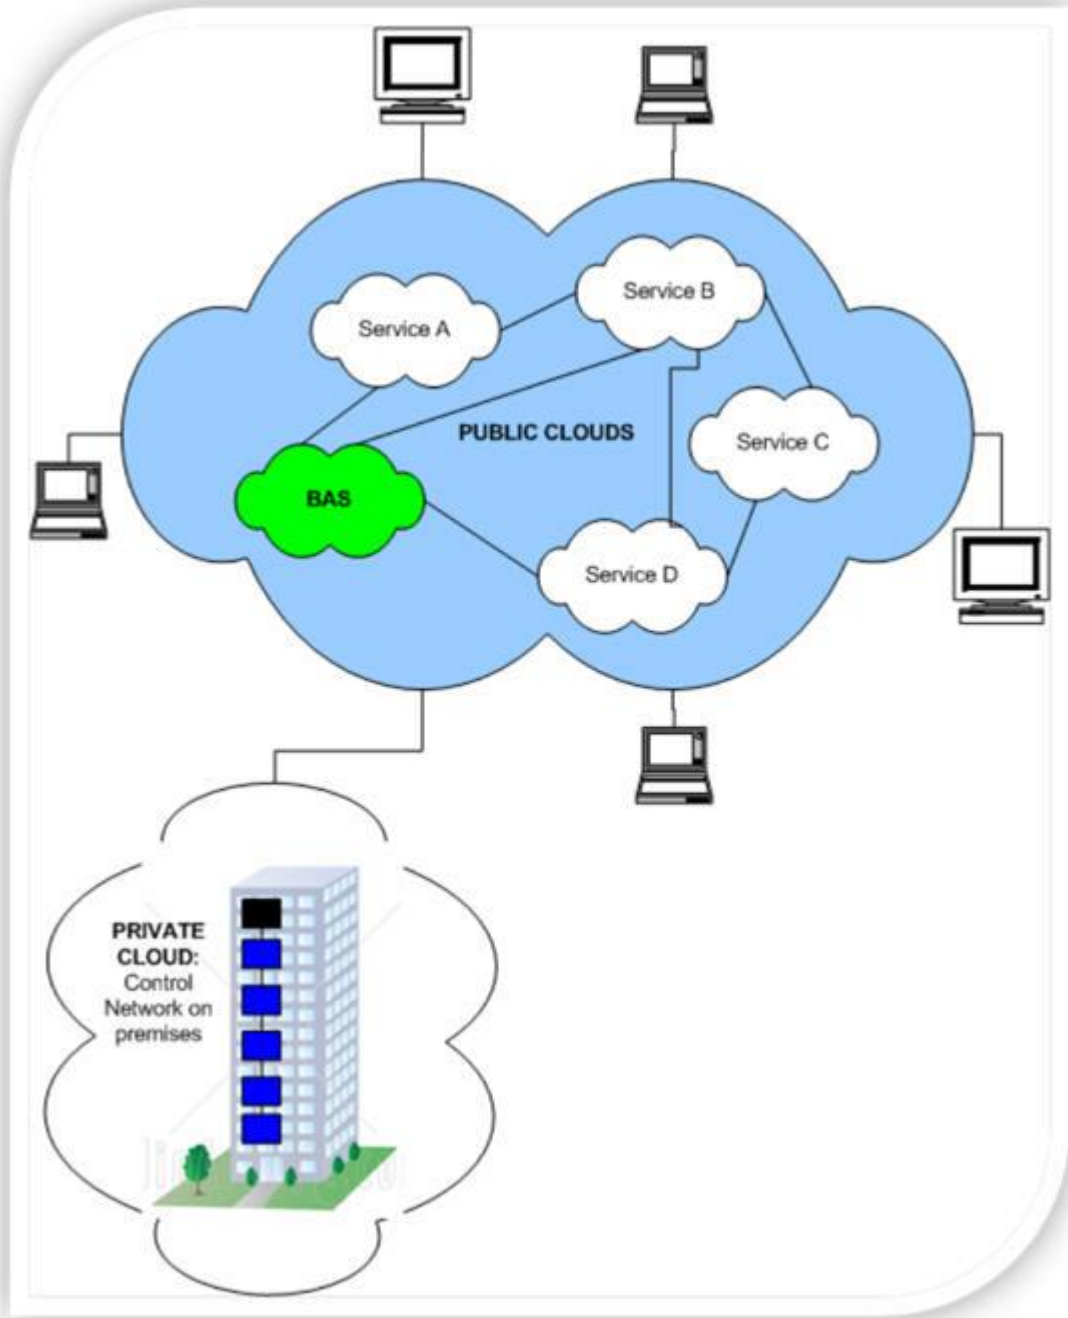 Service A
Service B
PUBLIC CLOUDS
Service C
BAS
Service D
PRIVATE
CLOUD:
Control
Network on
premises